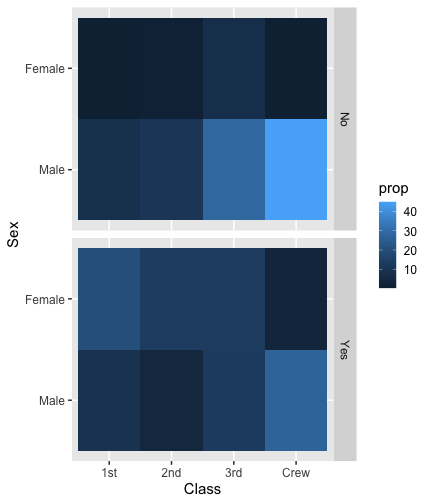 Female
Male
No
Sex
prop
40
30
20
10
Female
Male
Yes
1st 2nd 3rd Crew
Class